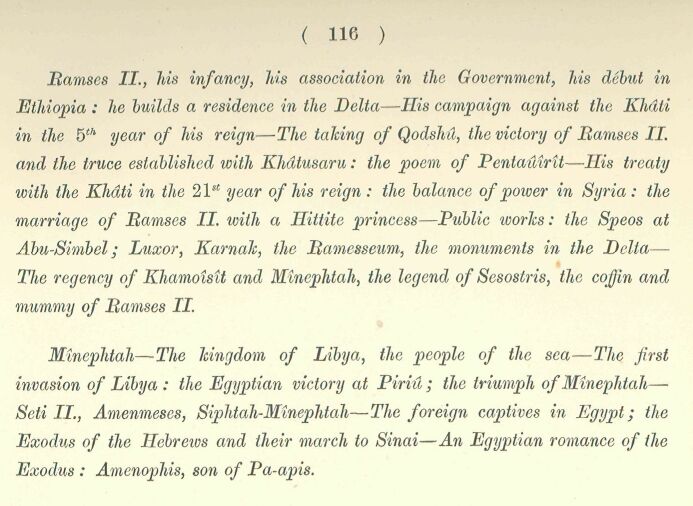 ( 116 )
Ramses II., his infancy, his association in the Government, his début in
Ethiopia : he builds a residence in the Delta—His campaign against the Khâti
in the 5th year of his reign—The taking of Qodshû, the victory of Ramses II.
and the truce established with Khâtusaru : the poem of Pentaûîrît—His treaty
with the Khâti in the 21st year of his reign : the balance of power in Syria : the
marriage of Ramses II. with a Hittite princess—Public works : the Speos at
Abu-Simbel ; Luxor, Karnak, the Ramesseum, the monuments in the Delta—
The regency of Khamoîsît and Mînephtah, the legend of Sesostris, the coffin and
mummy of Ramses II.
Mînephtah—The kingdom of Libya, the people of the sea—The first
invasion of Libya : the Egyptian victory at Piriû ; the triumph of Mînephtah—
Seti II., Amenmeses, Siphtah-Mînephtah—The foreign captives in Egypt ; the
Exodus of the Hebrews and their march to Sinai—An Egyptian romance of the
Exodus : Amenophis, son of Pa-apis.